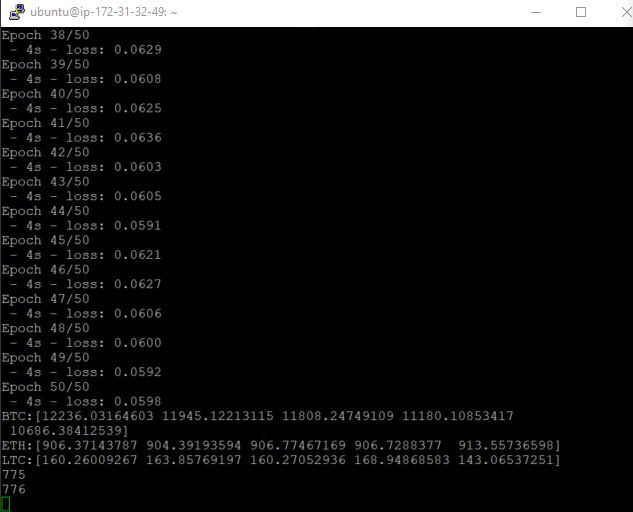 ubuntu@ip-172-31-32-49: ~
Epoch 38/50
 - 4s - loss: 0.0629
Epoch 39/50
 - 4s - loss: 0.0608
Epoch 40/50
 - 4s - loss: 0.0625
Epoch 41/50
 - 4s - loss: 0.0636
Epoch 42/50
 - 4s - loss: 0.0603
Epoch 43/50
 - 4s - loss: 0.0605
Epoch 44/50
 - 4s - loss: 0.0591
Epoch 45/50
 - 4s - loss: 0.0621
Epoch 46/50
 - 4s - loss: 0.0627
Epoch 47/50
 - 4s - loss: 0.0606
Epoch 48/50
 - 4s - loss: 0.0600
Epoch 49/50
 - 4s - loss: 0.0592
Epoch 50/50
 - 4s - loss: 0.0598
BTC:[12236.03164603 11945.12213115 11808.24749109 11180.10853417
 10686.38412539]
ETH:[906.37143787 904.39193594 906.77467169 906.7288377  913.55736598]
LTC:[160.26009267 163.85769197 160.27052936 168.94868583 143.06537251]
775
776